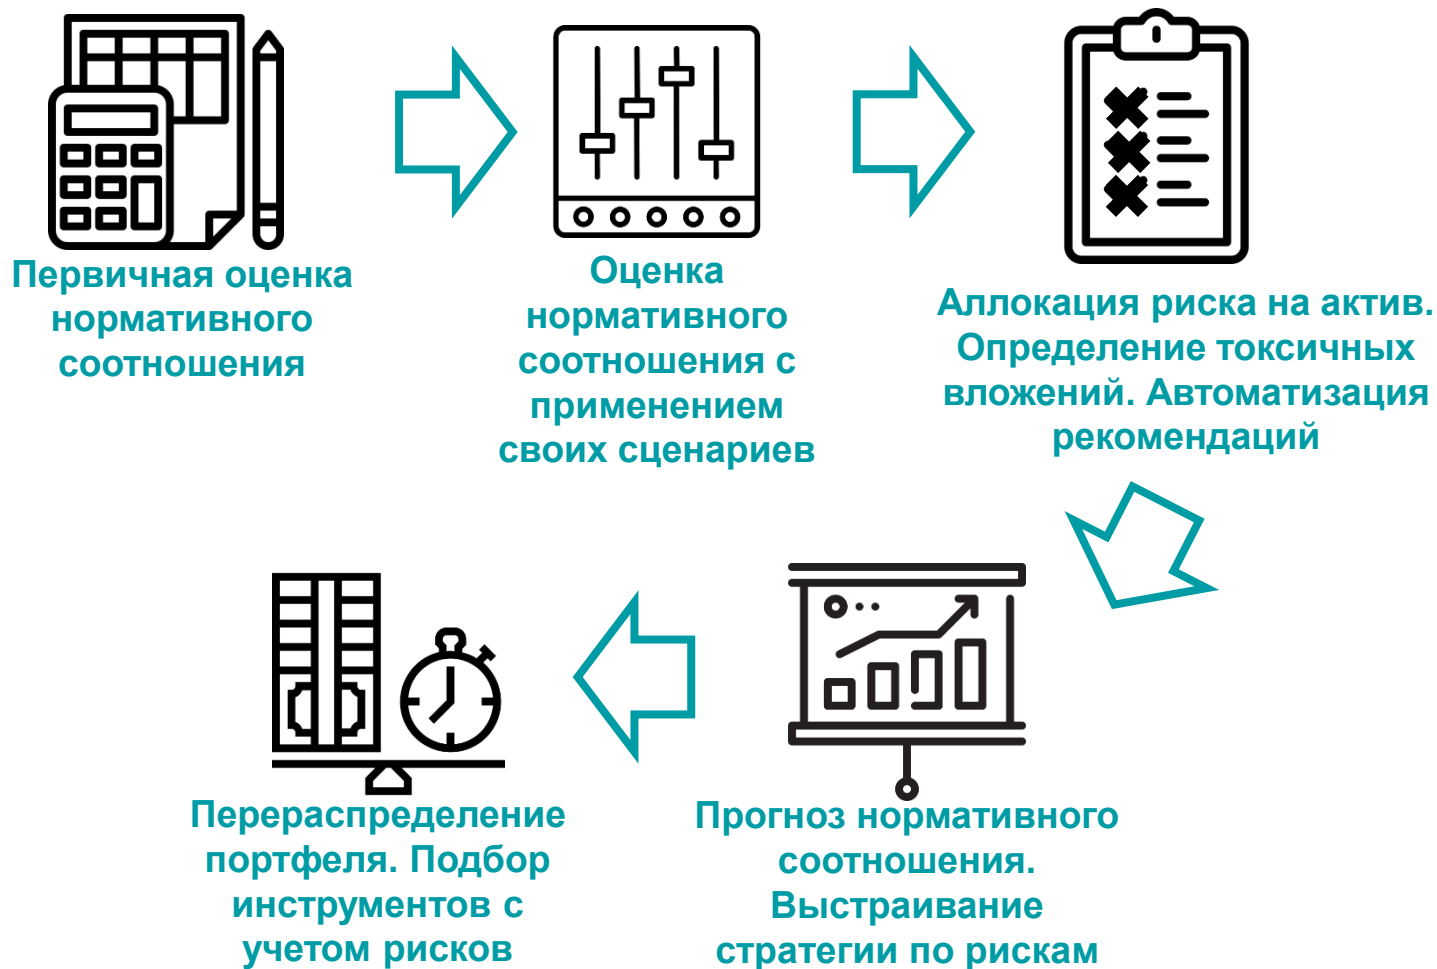 Первичная оценка
нормативного
соотношения
Оценка
нормативного
соотношения с
применением
своих сценариев
Аллокация риска на актив.
Определение токсичных
вложений. Автоматизация
рекомендаций
Прогноз нормативного
соотношения.
Выстраивание
стратегии по рискам
Перераспределение
портфеля. Подбор
инструментов с
учетом рисков